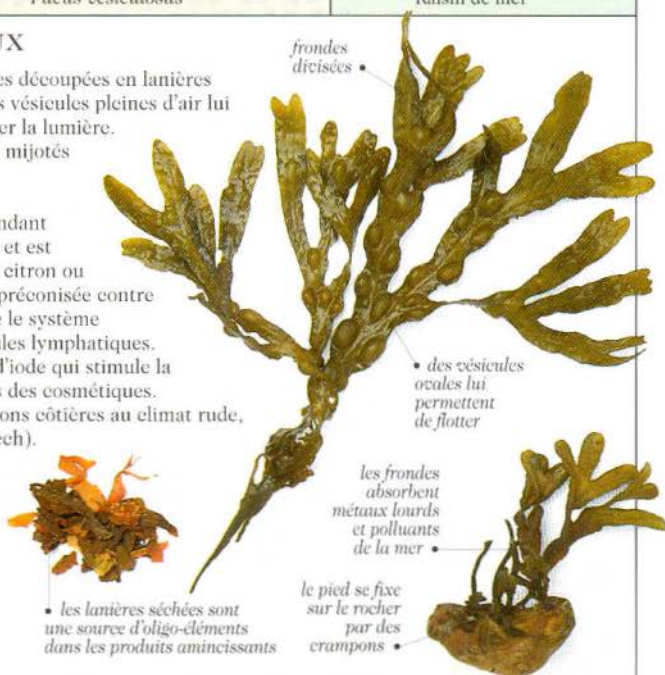 Fucus vesiculosus
Raisin de mer
UX
es découpées en lanières
s vésicules pleines d'air lui
er la lumière.
mijotés
ndant
et est
citron ou
préconisée contre
e le système
iles lymphatiques.
d'iode qui stimule la
s des cosmétiques.
ons côtières au climat rude,
ech).
frondes
divisées
des vésicules
ovales lui
permettent
de flotter
les frondes
absorbent
métaux lourds
et polluants
de la mer
le pied se fixe
sur le rocher
par des
crampons
les lanières séchées sont
une source d'oligo-éléments
dans les produits amincissants